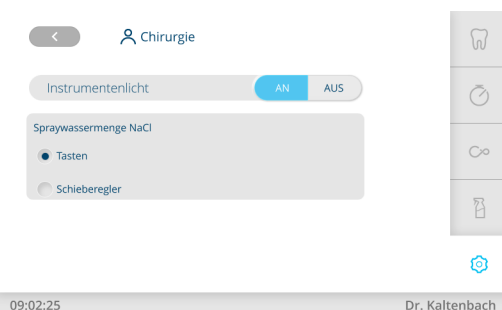 Chirurgie
Instrumentenlicht AN AUS
Spraywassermenge NaCl
Tasten
Schieberegler
09:02:25 Dr. Kaltenbach